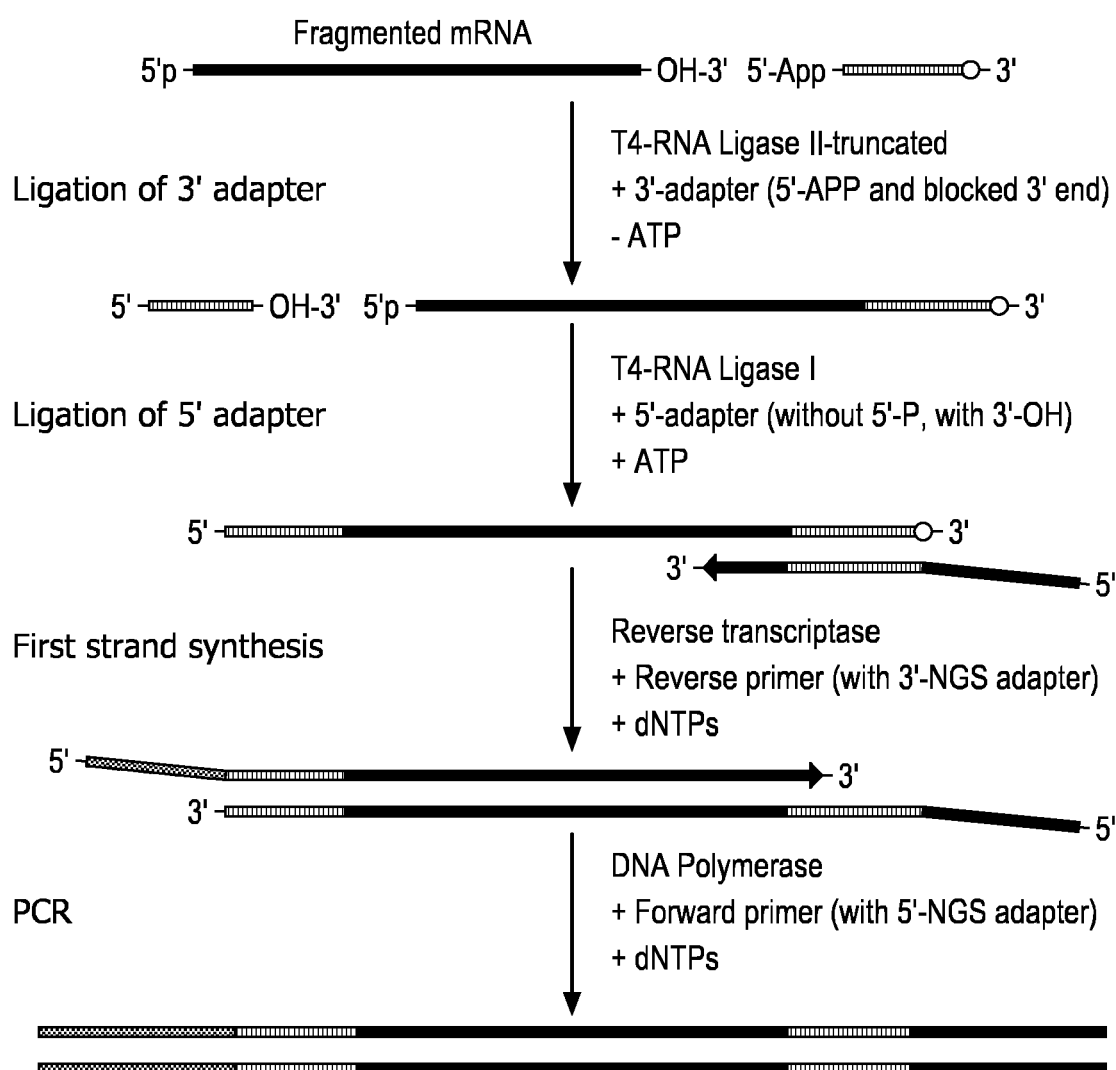 Fragmented mRNA
5'p OH-3' 5'-App 3'
T4-RNA Ligase II-truncated
Ligation of 3' adapter + 3'-adapter (5'-APP and blocked 3' end)
- ATP
5' OH-3' 5'p 3'
T4-RNA Ligase I
Ligation of 5' adapter + 5'-adapter (without 5'-P, with 3'-OH)
+ ATP
5' 3'
3' 5'
Reverse transcriptase
First strand synthesis + Reverse primer (with 3'-NGS adapter)
+ dNTPs
5' 3'
3' 5'
DNA Polymerase
PCR + Forward primer (with 5'-NGS adapter)
+ dNTPs